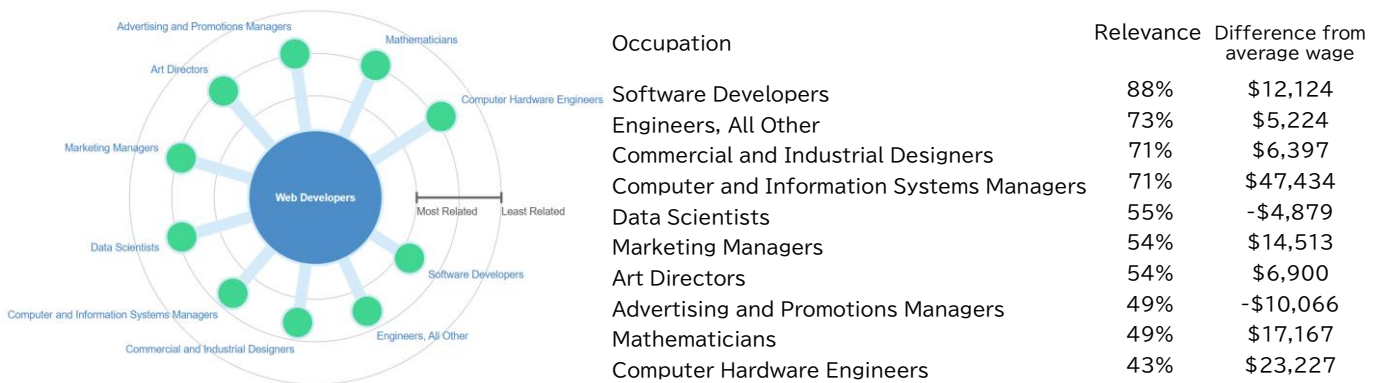 Advertising and Promotions Managers
Mathematicians
Art Directors
Computer Hardware Engineers
Marketing Managers
Web Developers
Most Related
Least Related
Data Scientists
Software Developers
Computer and Information Systems Managers
Engineers, All Other
Commercial and Industrial Designers
Occupation Relevance Difference from
average wage
Software Developers 88% $12,124
Engineers, All Other 73% $5,224
Commercial and Industrial Designers 71% $6,397
Computer and Information Systems Managers 71% $47,434
Data Scientists 55% -$4,879
Marketing Managers 54% $14,513
Art Directors 54% $6,900
Advertising and Promotions Managers 49% -$10,066
Mathematicians 49% $17,167
Computer Hardware Engineers 43% $23,227